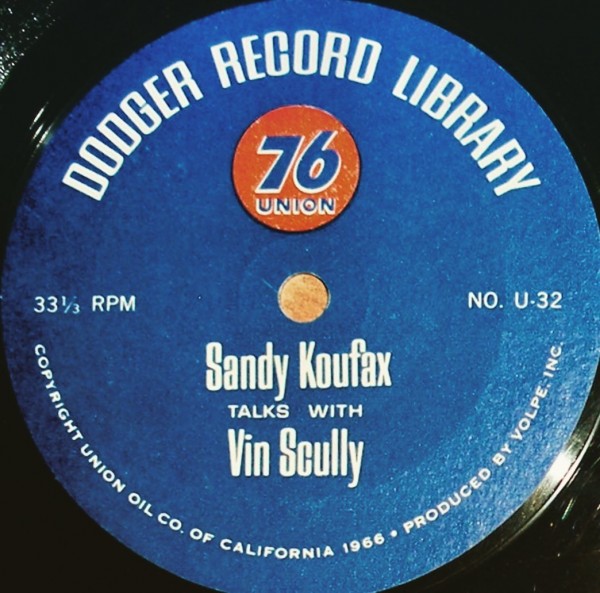 DODGER RECORD LIBRARY
76
UNION
33⅓ RPM
NO. U-32
Sandy Koufax
TALKS WITH
Vin Scully
COPYRIGHT UNION OIL CO. OF CALIFORNIA 1966 • PRODUCED BY VOLPE, INC.